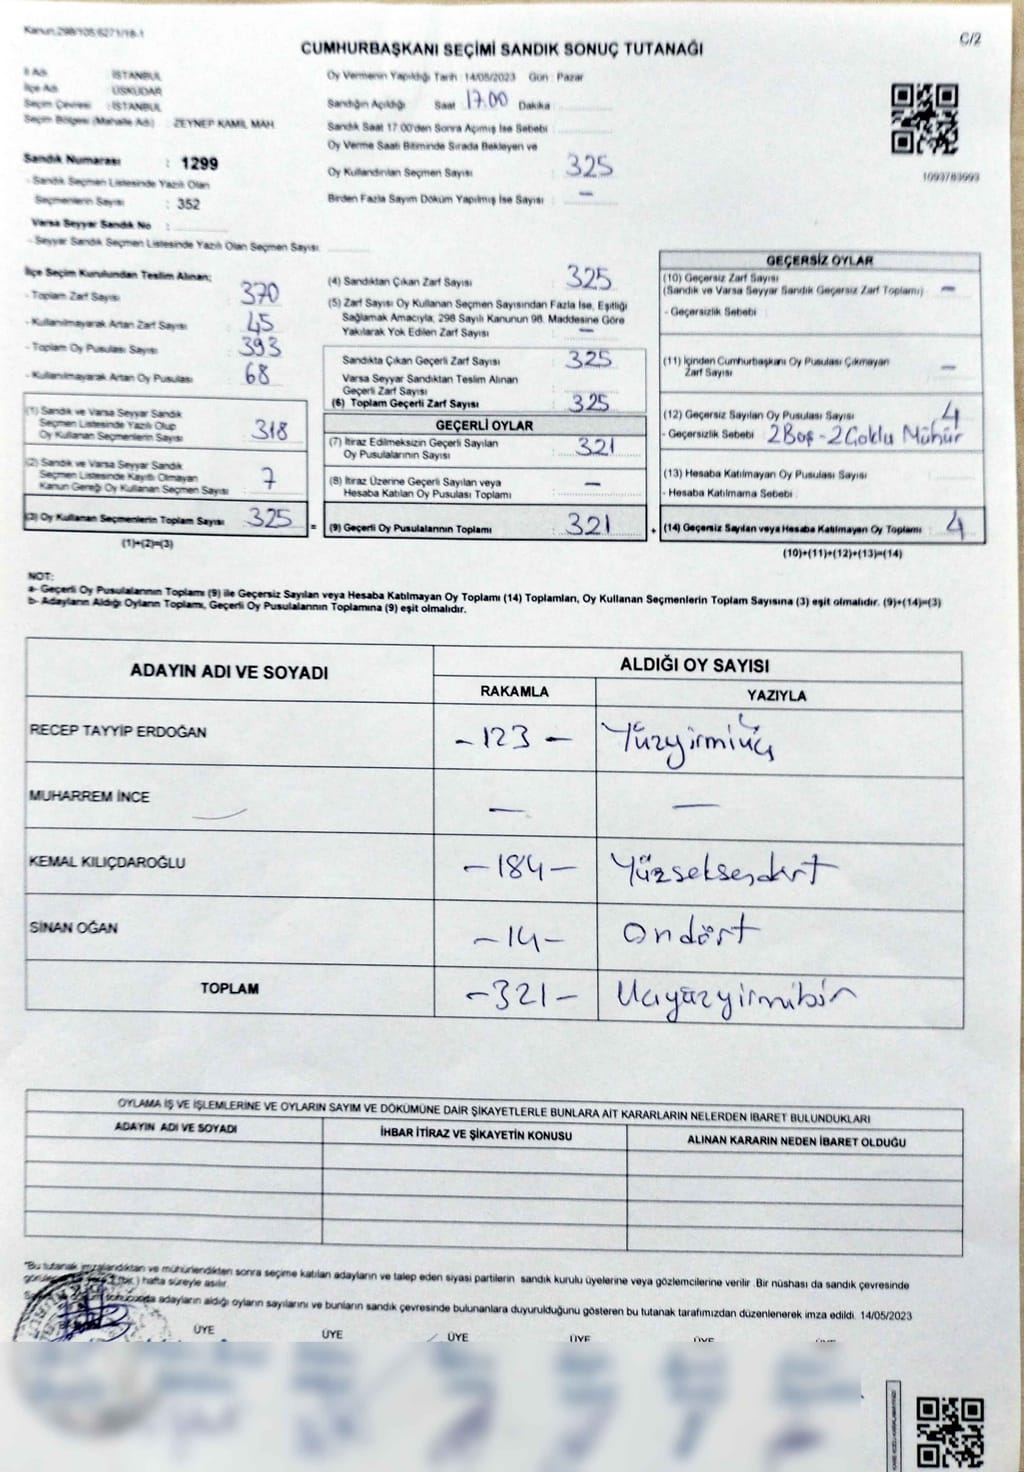 Kanun:298/105,6271/18-1
C/2
CUMHURBAŞKANI SEÇİMİ SANDIK SONUÇ TUTANAĞI
İl Adı : İSTANBUL
İlçe Adı : ÜSKÜDAR
Seçim Çevresi : İSTANBUL
Seçim Bölgesi (Mahalle Adı) : ZEYNEP KAMİL MAH.
Sandık Numarası : 1299
- Sandık Seçmen Listesinde Yazılı Olan
Seçmenlerin Sayısı : 352
Varsa Seyyar Sandık No :
- Seyyar Sandık Seçmen Listesinde Yazılı Olan Seçmen Sayısı:
Oy Vermenin Yapıldığı Tarih :14/05/2023 Gün : Pazar
Sandığın Açıldığı Saat 17.00 Dakika
Sandık Saat 17.00'den Sonra Açımış İse Sebebi :
Oy Verme Saati Bitiminde Sırada Bekleyen ve
Oy Kullandırılan Seçmen Sayısı : 325
Birden Fazla Sayım Döküm Yapılmış İse Sayısı : —
1093783993
İlçe Seçim Kurulundan Teslim Alınan;
- Toplam Zarf Sayısı : 370
- Kullanılmayarak Artan Zarf Sayısı : 45
- Toplam Oy Pusulası Sayısı : 393
- Kullanılmayarak Artan Oy Pusulası : 68
(1) Sandık ve Varsa Seyyar Sandık
Seçmen Listesinde Yazılı Olup
Oy Kullanan Seçmenlerin Sayısı : 318
(2) Sandık ve Varsa Seyyar Sandık
Seçmen Listesinde Kayıtlı Olmayan
Kanun Gereği Oy Kullanan Seçmen Sayısı : 7
(3) Oy Kullanan Seçmenlerin Toplam Sayısı 325
(1)+(2)=(3)
(4) Sandıktan Çıkan Zarf Sayısı : 325
(5) Zarf Sayısı Oy Kullanan Seçmen Sayısından Fazla İse, Eşitliği
Sağlamak Amacıyla; 298 Sayılı Kanunun 98. Maddesine Göre
Yakılarak Yok Edilen Zarf Sayısı : —
Sandıkta Çıkan Geçerli Zarf Sayısı : 325
Varsa Seyyar Sandıktan Teslim Alınan
Geçerli Zarf Sayısı :
(6) Toplam Geçerli Zarf Sayısı : 325
GEÇERLİ OYLAR
(7) İtiraz Edilmeksizin Geçerli Sayılan
Oy Pusulalarının Sayısı : 321
(8) İtiraz Üzerine Geçerli Sayılan veya
Hesaba Katılan Oy Pusulası Toplamı : —
= (9) Geçerli Oy Pusulalarının Toplamı : 321
GEÇERSİZ OYLAR
(10) Geçersiz Zarf Sayısı
(Sandık ve Varsa Seyyar Sandık Geçersiz Zarf Toplamı) : —
- Geçersizlik Sebebi :
(11) İçinden Cumhurbaşkanı Oy Pusulası Çıkmayan
Zarf Sayısı : —
(12) Geçersiz Sayılan Oy Pusulası Sayısı : 4
- Geçersizlik Sebebi : 2 Boş - 2 Çoklu Mühür
(13) Hesaba Katılmayan Oy Pusulası Sayısı :
- Hesaba Katılmama Sebebi :
+ (14) Geçersiz Sayılan veya Hesaba Katılmayan Oy Toplamı : 4
(10)+(11)+(12)+(13)=(14)
NOT:
a- Geçerli Oy Pusulalarının Toplamı (9) ile Geçersiz Sayılan veya Hesaba Katılmayan Oy Toplamı (14) Toplamları, Oy Kullanan Seçmenlerin Toplam Sayısına (3) eşit olmalıdır. (9)+(14)=(3)
b- Adayların Aldığı Oyların Toplamı, Geçerli Oy Pusulalarının Toplamına (9) eşit olmalıdır.
ADAYIN ADI VE SOYADI
ALDIĞI OY SAYISI
RAKAMLA YAZIYLA
RECEP TAYYİP ERDOĞAN -123- Yüzyirmiüç
MUHARREM İNCE — —
KEMAL KILIÇDAROĞLU -184- Yüzseksendört
SİNAN OĞAN -14- Ondört
TOPLAM -321- Üçyüzyirmibir
OYLAMA İŞ VE İŞLEMLERİNE VE OYLARIN SAYIM VE DÖKÜMÜNE DAİR ŞİKAYETLERLE BUNLARA AİT KARARLARIN NELERDEN İBARET BULUNDUKLARI
ADAYIN ADI VE SOYADI İHBAR İTİRAZ VE ŞİKAYETİN KONUSU ALINAN KARARIN NEDEN İBARET OLDUĞU
"Bu tutanak imzalandıktan ve mühürlendikten sonra seçime katılan adayların ve talep eden siyasi partilerin sandık kurulu üyelerine veya gözlemcilerine verilir. Bir nüshası da sandık çevresinde
hafta süreyle asılır.
sonucunda adayların aldığı oyların sayılarını ve bunların sandık çevresinde bulunanlara duyurulduğunu gösteren bu tutanak tarafımızdan düzenlenerek imza edildi. 14/05/2023
ÜYE ÜYE ÜYE ÜYE ÜYE